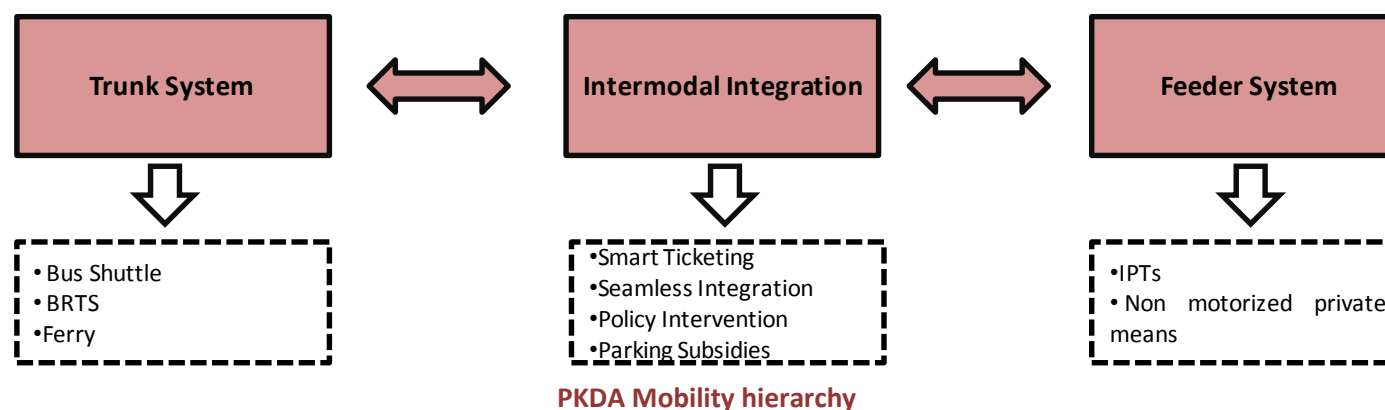 Trunk System
Intermodal Integration
Feeder System
• Bus Shuttle
• BRTS
•Ferry
•Smart Ticketing
•Seamless Integration
•Policy Intervention
•Parking Subsidies
•IPTs
• Non motorized private
means
PKDA Mobility hierarchy